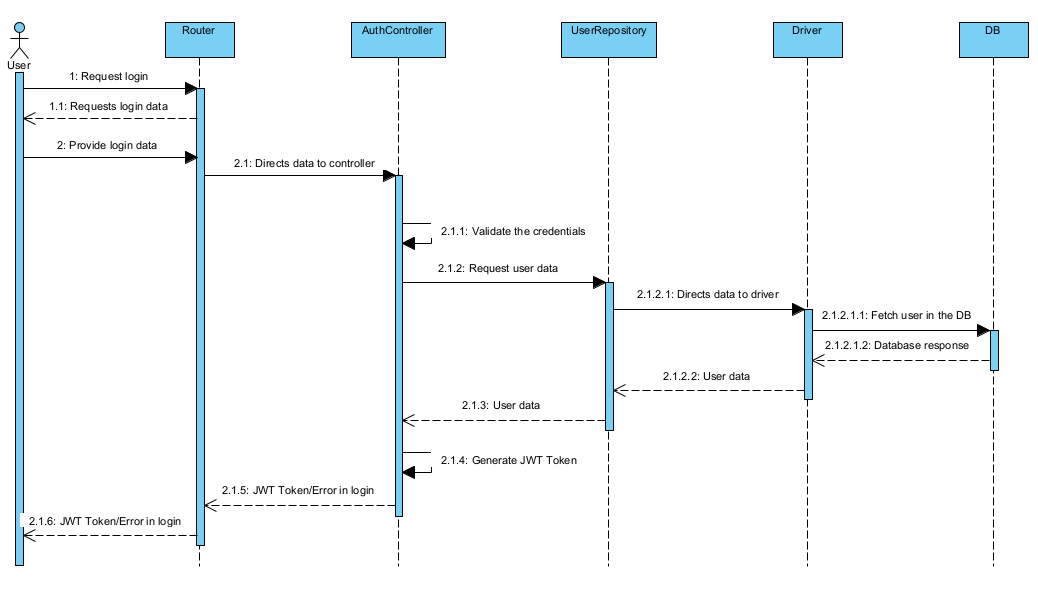 Router
AuthController
UserRepository
Driver
DB
User
1: Request login
1.1: Requests login data
2: Provide login data
2.1: Directs data to controller
2.1.1: Validate the credentials
2.1.2: Request user data
2.1.2.1: Directs data to driver
2.1.2.1.1: Fetch user in the DB
2.1.2.1.2: Database response
2.1.2.2: User data
2.1.3: User data
2.1.4: Generate JWT Token
2.1.5: JWT Token/Error in login
2.1.6: JWT Token/Error in login